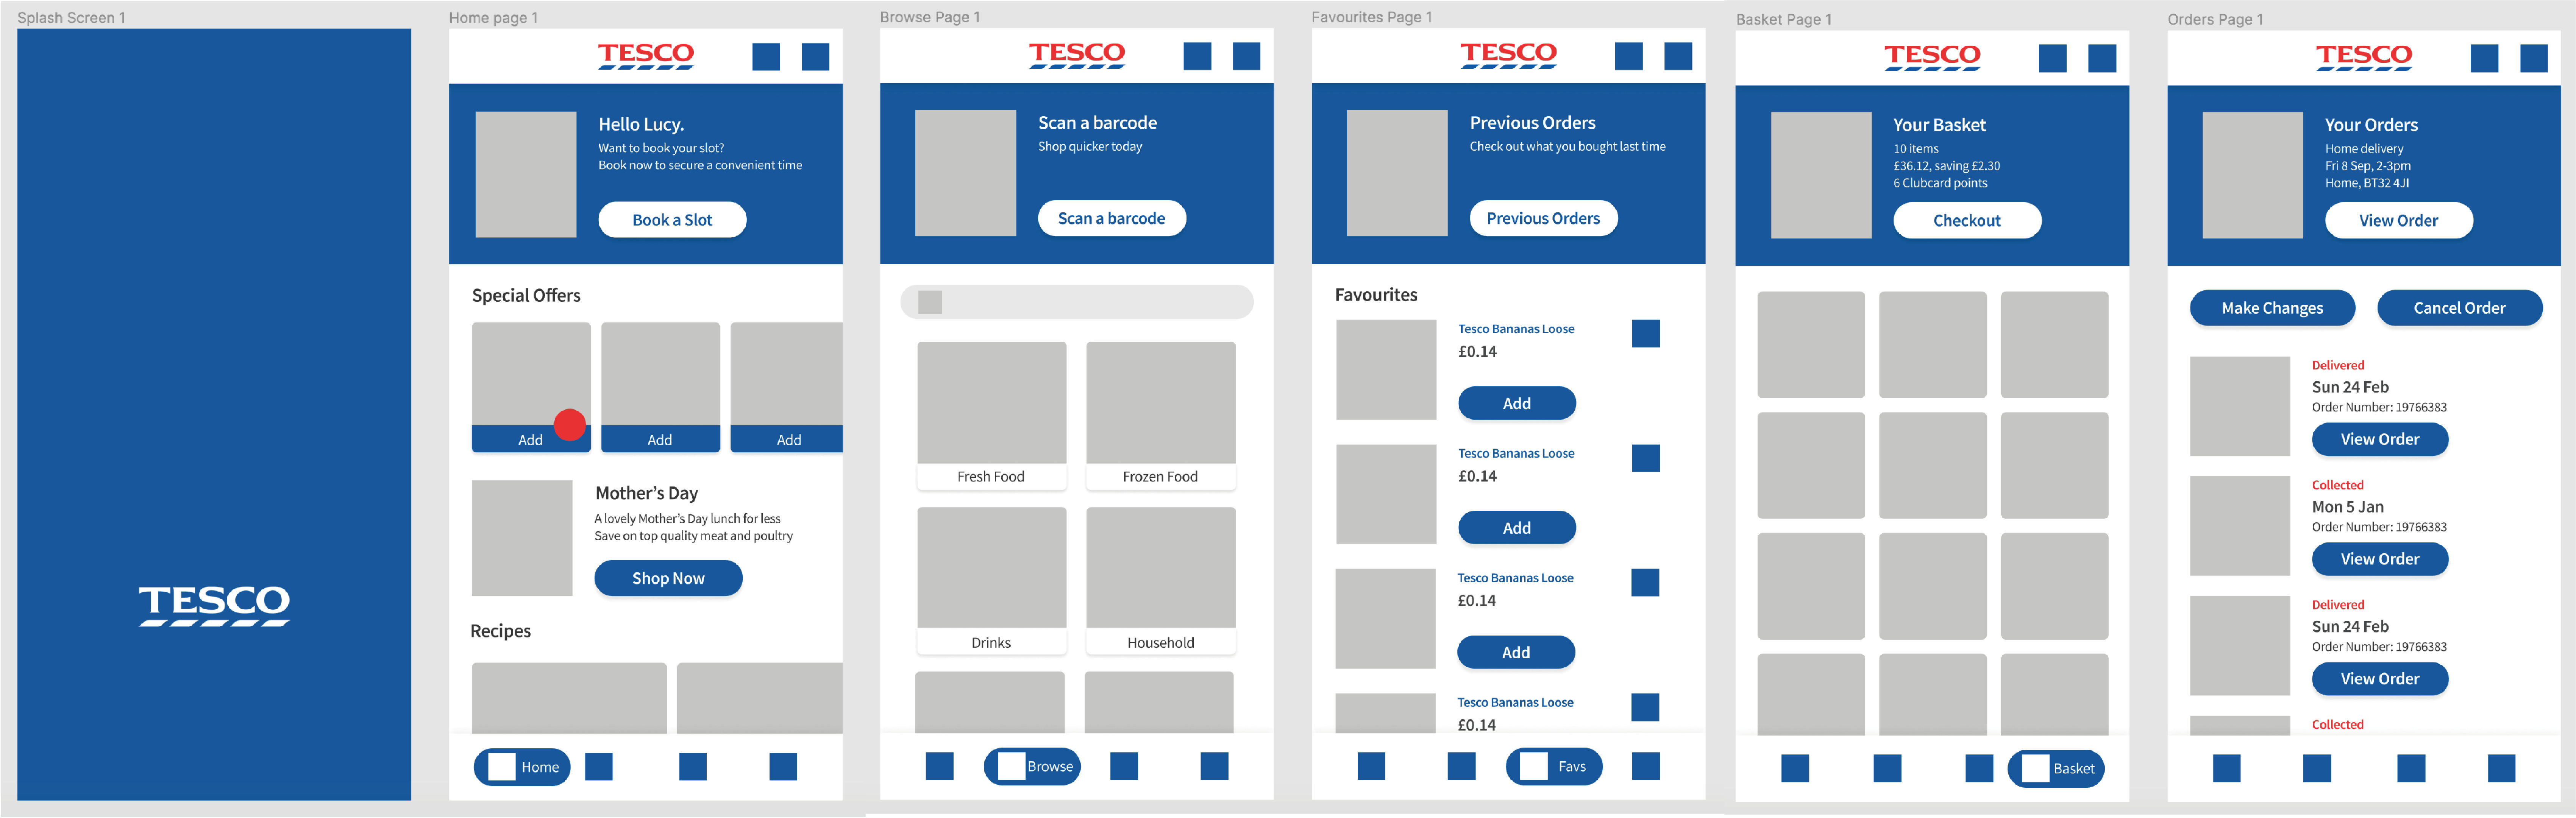 Splash Screen 1
TESCO
Home page 1
TESCO
Hello Lucy.
Want to book your slot?
Book now to secure a convenient time
Book a Slot
Special Offers
Add
Add
Add
Mother's Day
A lovely Mother's Day lunch for less
Save on top quality meat and poultry
Shop Now
Recipes
Home
Browse Page 1
TESCO
Scan a barcode
Shop quicker today
Scan a barcode
Fresh Food
Frozen Food
Drinks
Household
Browse
Favourites Page 1
TESCO
Previous Orders
Check out what you bought last time
Previous Orders
Favourites
Tesco Bananas Loose
£0.14
Add
Tesco Bananas Loose
£0.14
Add
Tesco Bananas Loose
£0.14
Add
Tesco Bananas Loose
£0.14
Favs
Basket Page 1
TESCO
Your Basket
10 items
£36.12, saving £2.30
6 Clubcard points
Checkout
Basket
Orders Page 1
TESCO
Your Orders
Home delivery
Fri 8 Sep, 2-3pm
Home, BT32 4JI
View Order
Make Changes
Cancel Order
Delivered
Sun 24 Feb
Order Number: 19766383
View Order
Collected
Mon 5 Jan
Order Number: 19766383
View Order
Delivered
Sun 24 Feb
Order Number: 19766383
View Order
Collected